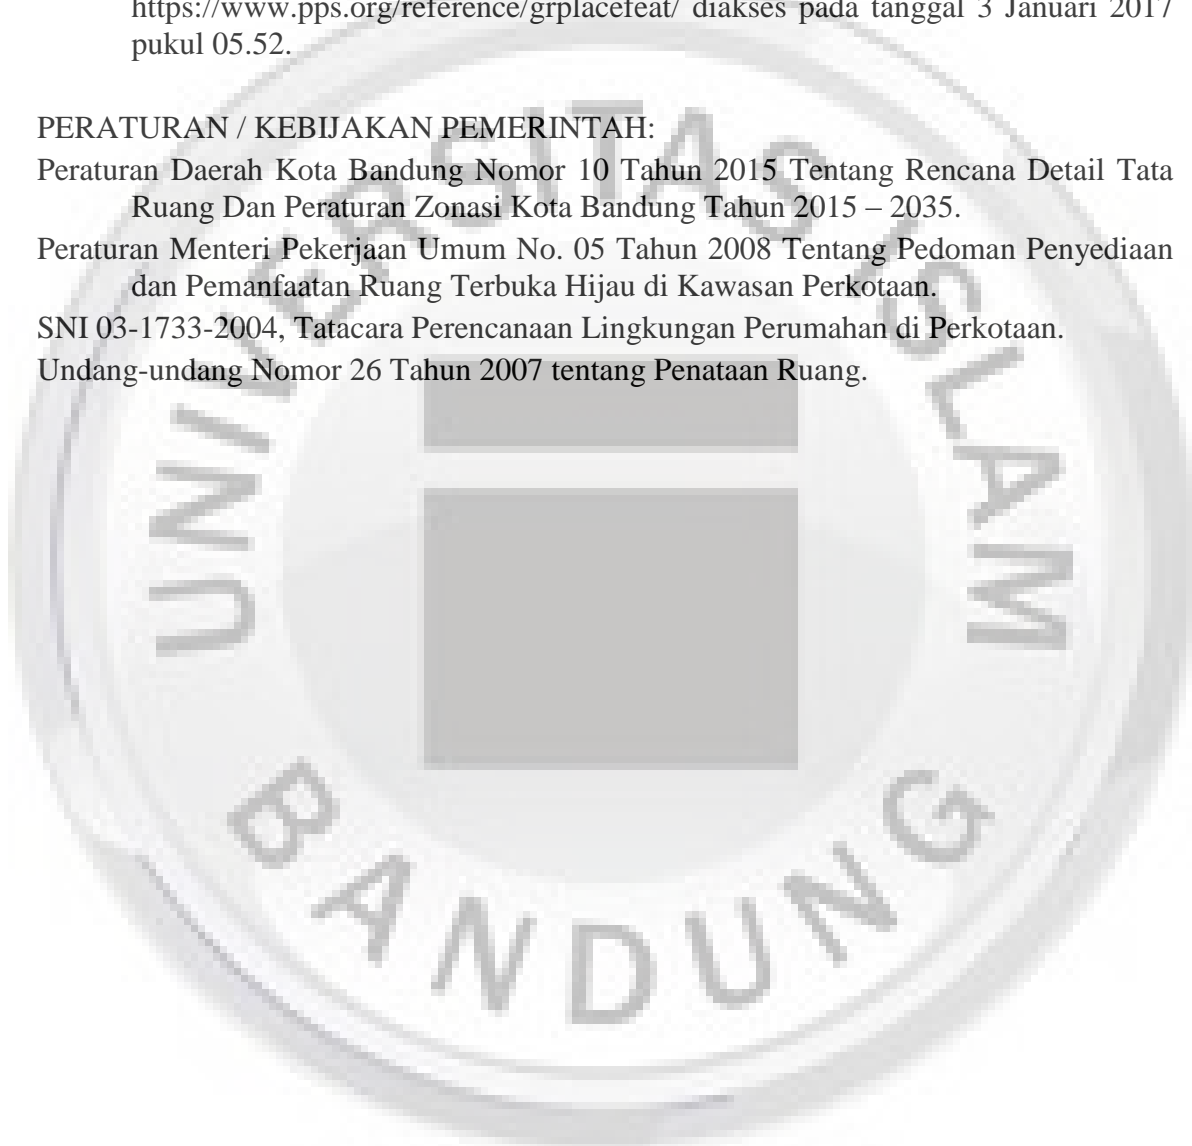 https://www.pps.org/reference/grplacefeat/ diakses pada tanggal 3 Januari 2017
pukul 05.52.
PERATURAN / KEBIJAKAN PEMERINTAH:
Peraturan Daerah Kota Bandung Nomor 10 Tahun 2015 Tentang Rencana Detail Tata
Ruang Dan Peraturan Zonasi Kota Bandung Tahun 2015 – 2035.
Peraturan Menteri Pekerjaan Umum No. 05 Tahun 2008 Tentang Pedoman Penyediaan
dan Pemanfaatan Ruang Terbuka Hijau di Kawasan Perkotaan.
SNI 03-1733-2004, Tatacara Perencanaan Lingkungan Perumahan di Perkotaan.
Undang-undang Nomor 26 Tahun 2007 tentang Penataan Ruang.
UNIVERSITAS ISLAM
BANDUNG